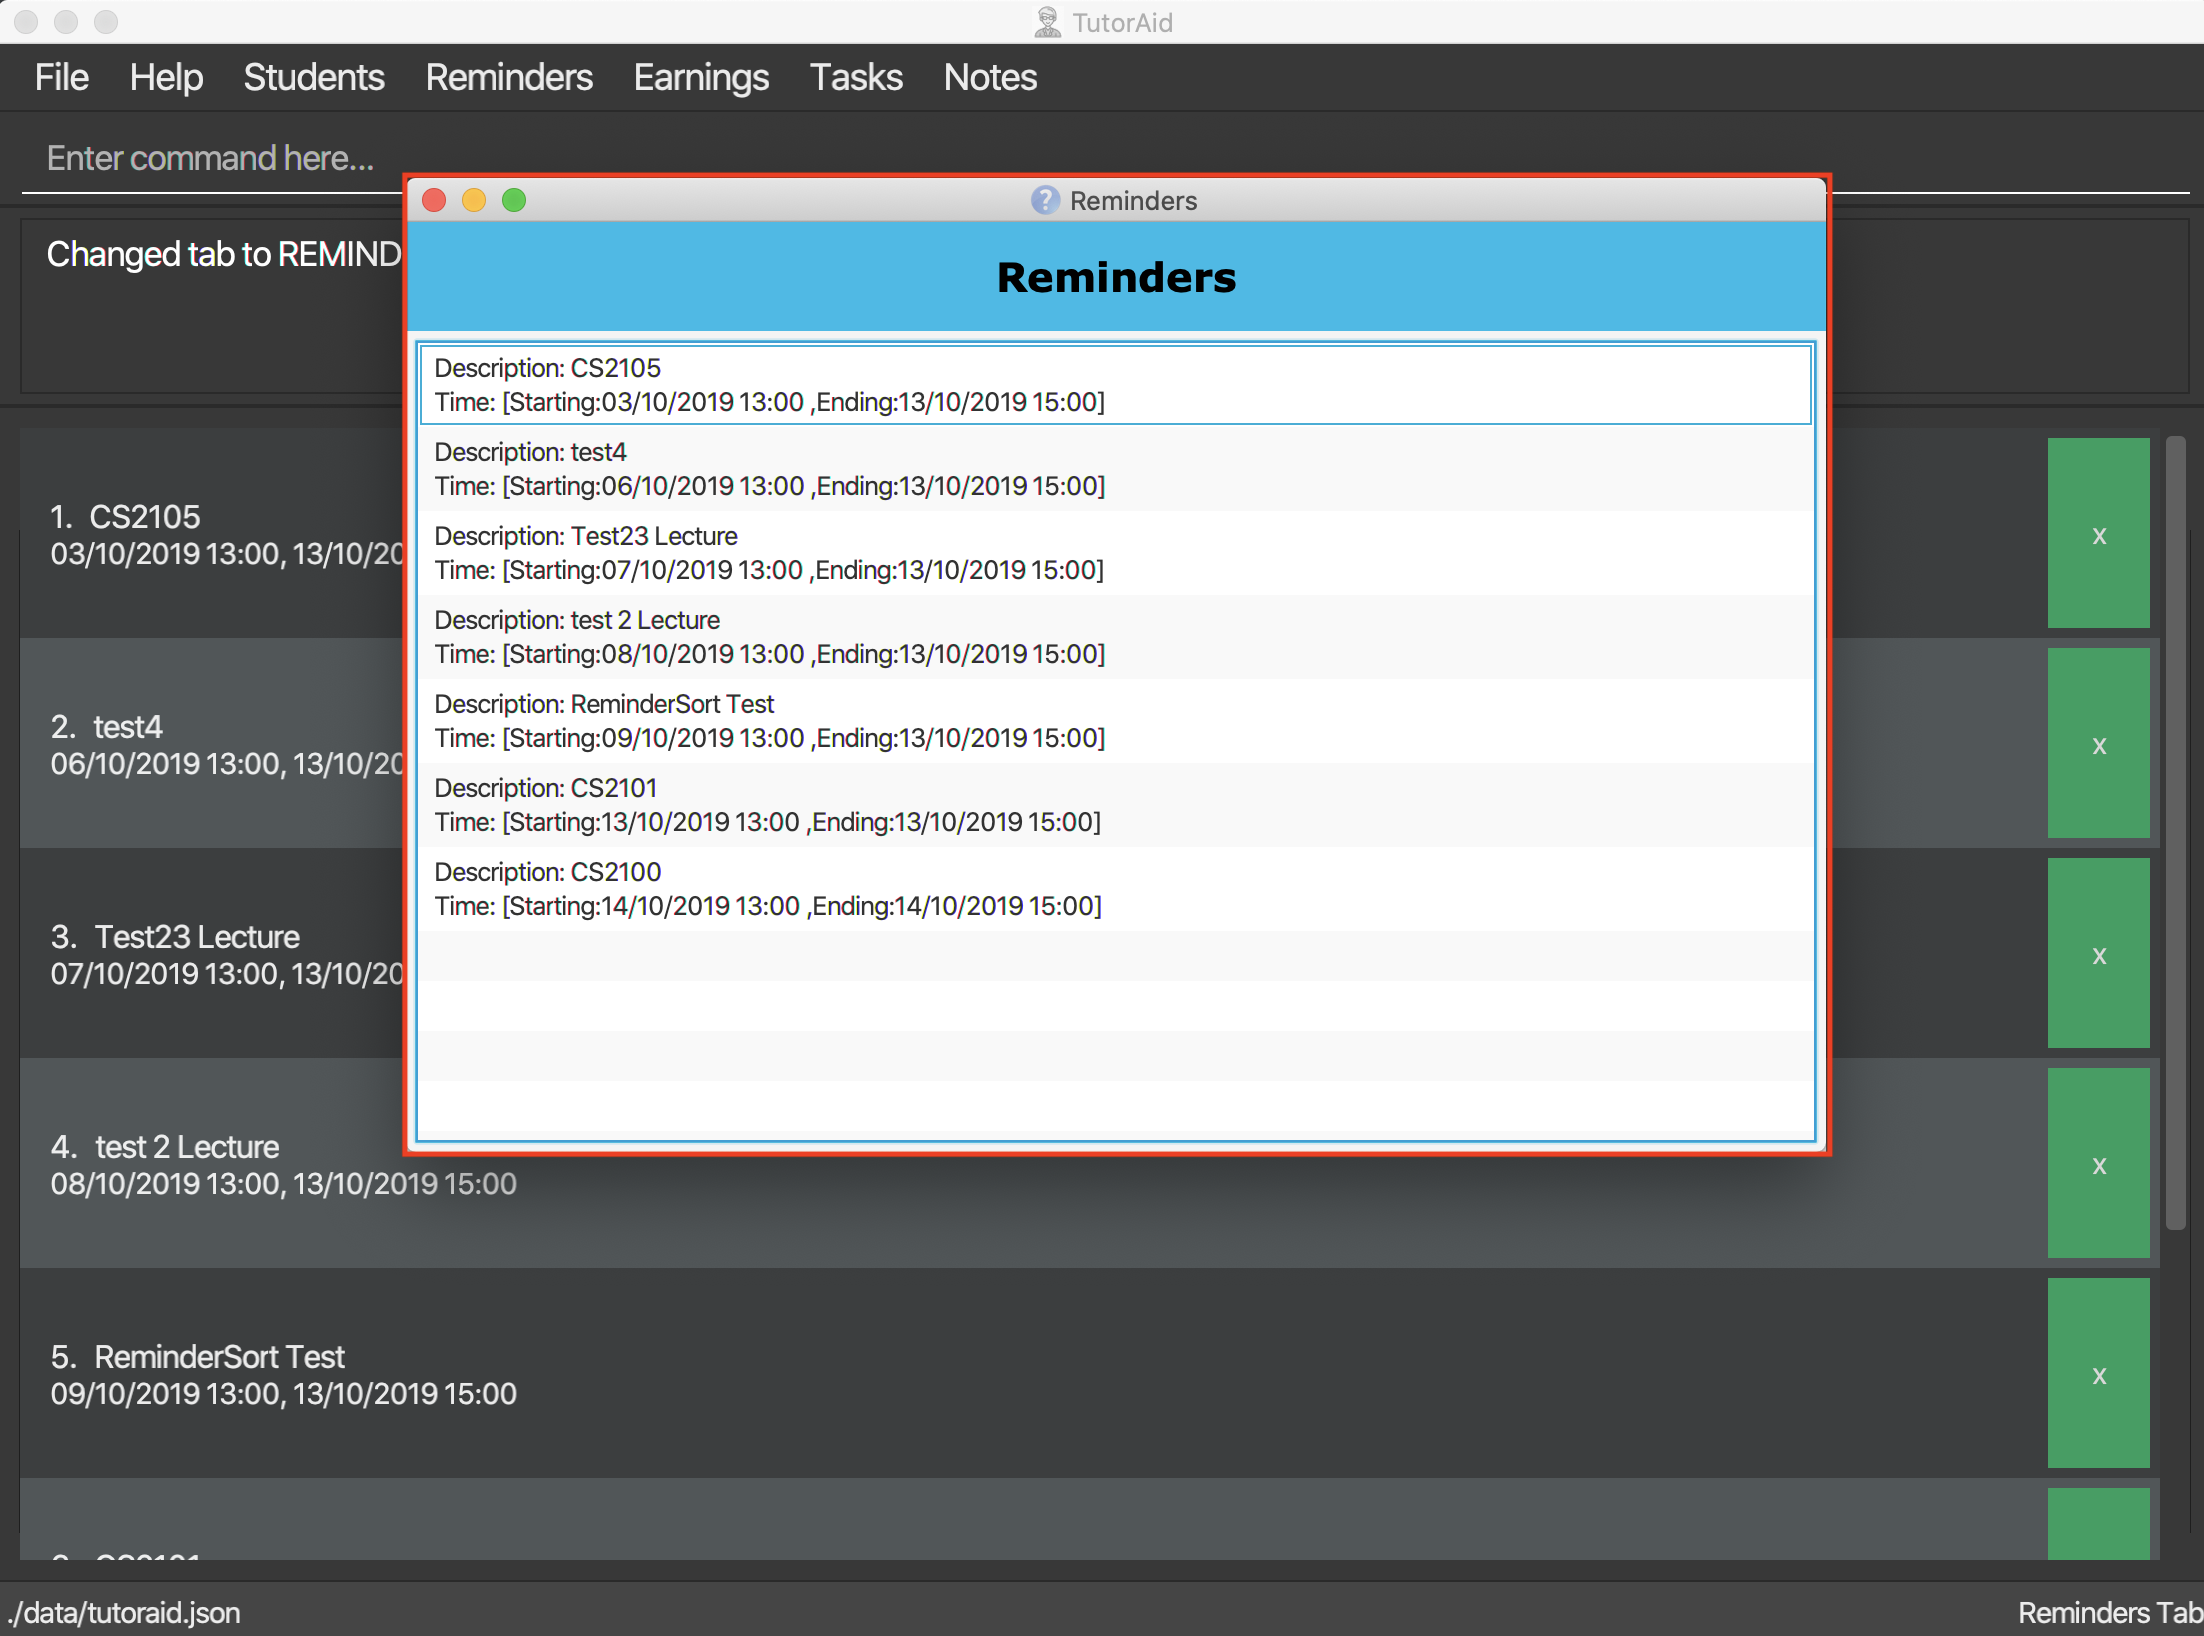 TutorAid
File Help Students Reminders Earnings Tasks Notes
Enter command here...
Changed tab to REMIND
Reminders
Reminders
Description: CS2105
Time: [Starting:03/10/2019 13:00 ,Ending:13/10/2019 15:00]
Description: test4
Time: [Starting:06/10/2019 13:00 ,Ending:13/10/2019 15:00]
Description: Test23 Lecture
Time: [Starting:07/10/2019 13:00 ,Ending:13/10/2019 15:00]
Description: test 2 Lecture
Time: [Starting:08/10/2019 13:00 ,Ending:13/10/2019 15:00]
Description: ReminderSort Test
Time: [Starting:09/10/2019 13:00 ,Ending:13/10/2019 15:00]
Description: CS2101
Time: [Starting:13/10/2019 13:00 ,Ending:13/10/2019 15:00]
Description: CS2100
Time: [Starting:14/10/2019 13:00 ,Ending:14/10/2019 15:00]
1. CS2105
03/10/2019 13:00, 13/10/20
x
2. test4
06/10/2019 13:00, 13/10/20
x
3. Test23 Lecture
07/10/2019 13:00, 13/10/20
x
4. test 2 Lecture
08/10/2019 13:00, 13/10/2019 15:00
x
5. ReminderSort Test
09/10/2019 13:00, 13/10/2019 15:00
x
./data/tutoraid.json
Reminders Tab